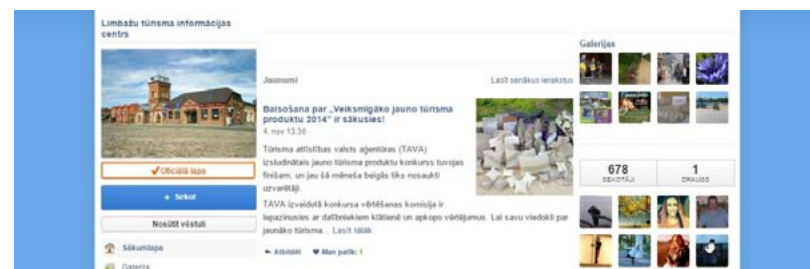 Limbažu tūrisma informācijas
centrs
✔Oficiālā lapa
+ Sekot
Nosūtīt vēstuli
Sākumlapa
Galerija
Jaunumi
Lasīt senākus ierakstus
Balsošana par „Veiksmīgāko jauno tūrisma
produktu 2014” ir sākusies!
4. nov 13:36
Tūrisma attīstības valsts aģentūras (TAVA)
izsludinātais jauno tūrisma produktu konkurss tuvojas
finišam, un jau šā mēneša beigās tiks nosaukti
uzvarētāji.
TAVA izveidotā konkursa vērtēšanas komisija ir
iepazinusies ar dalībniekiem klātienē un apkopo vērtējumus. Lai savu viedokli par
jaunāko tūrisma... Lasīt tālāk
Atbildēt Man patīk: 1
Galerijas
678
SEKOTĀJI
1
DRAUGS